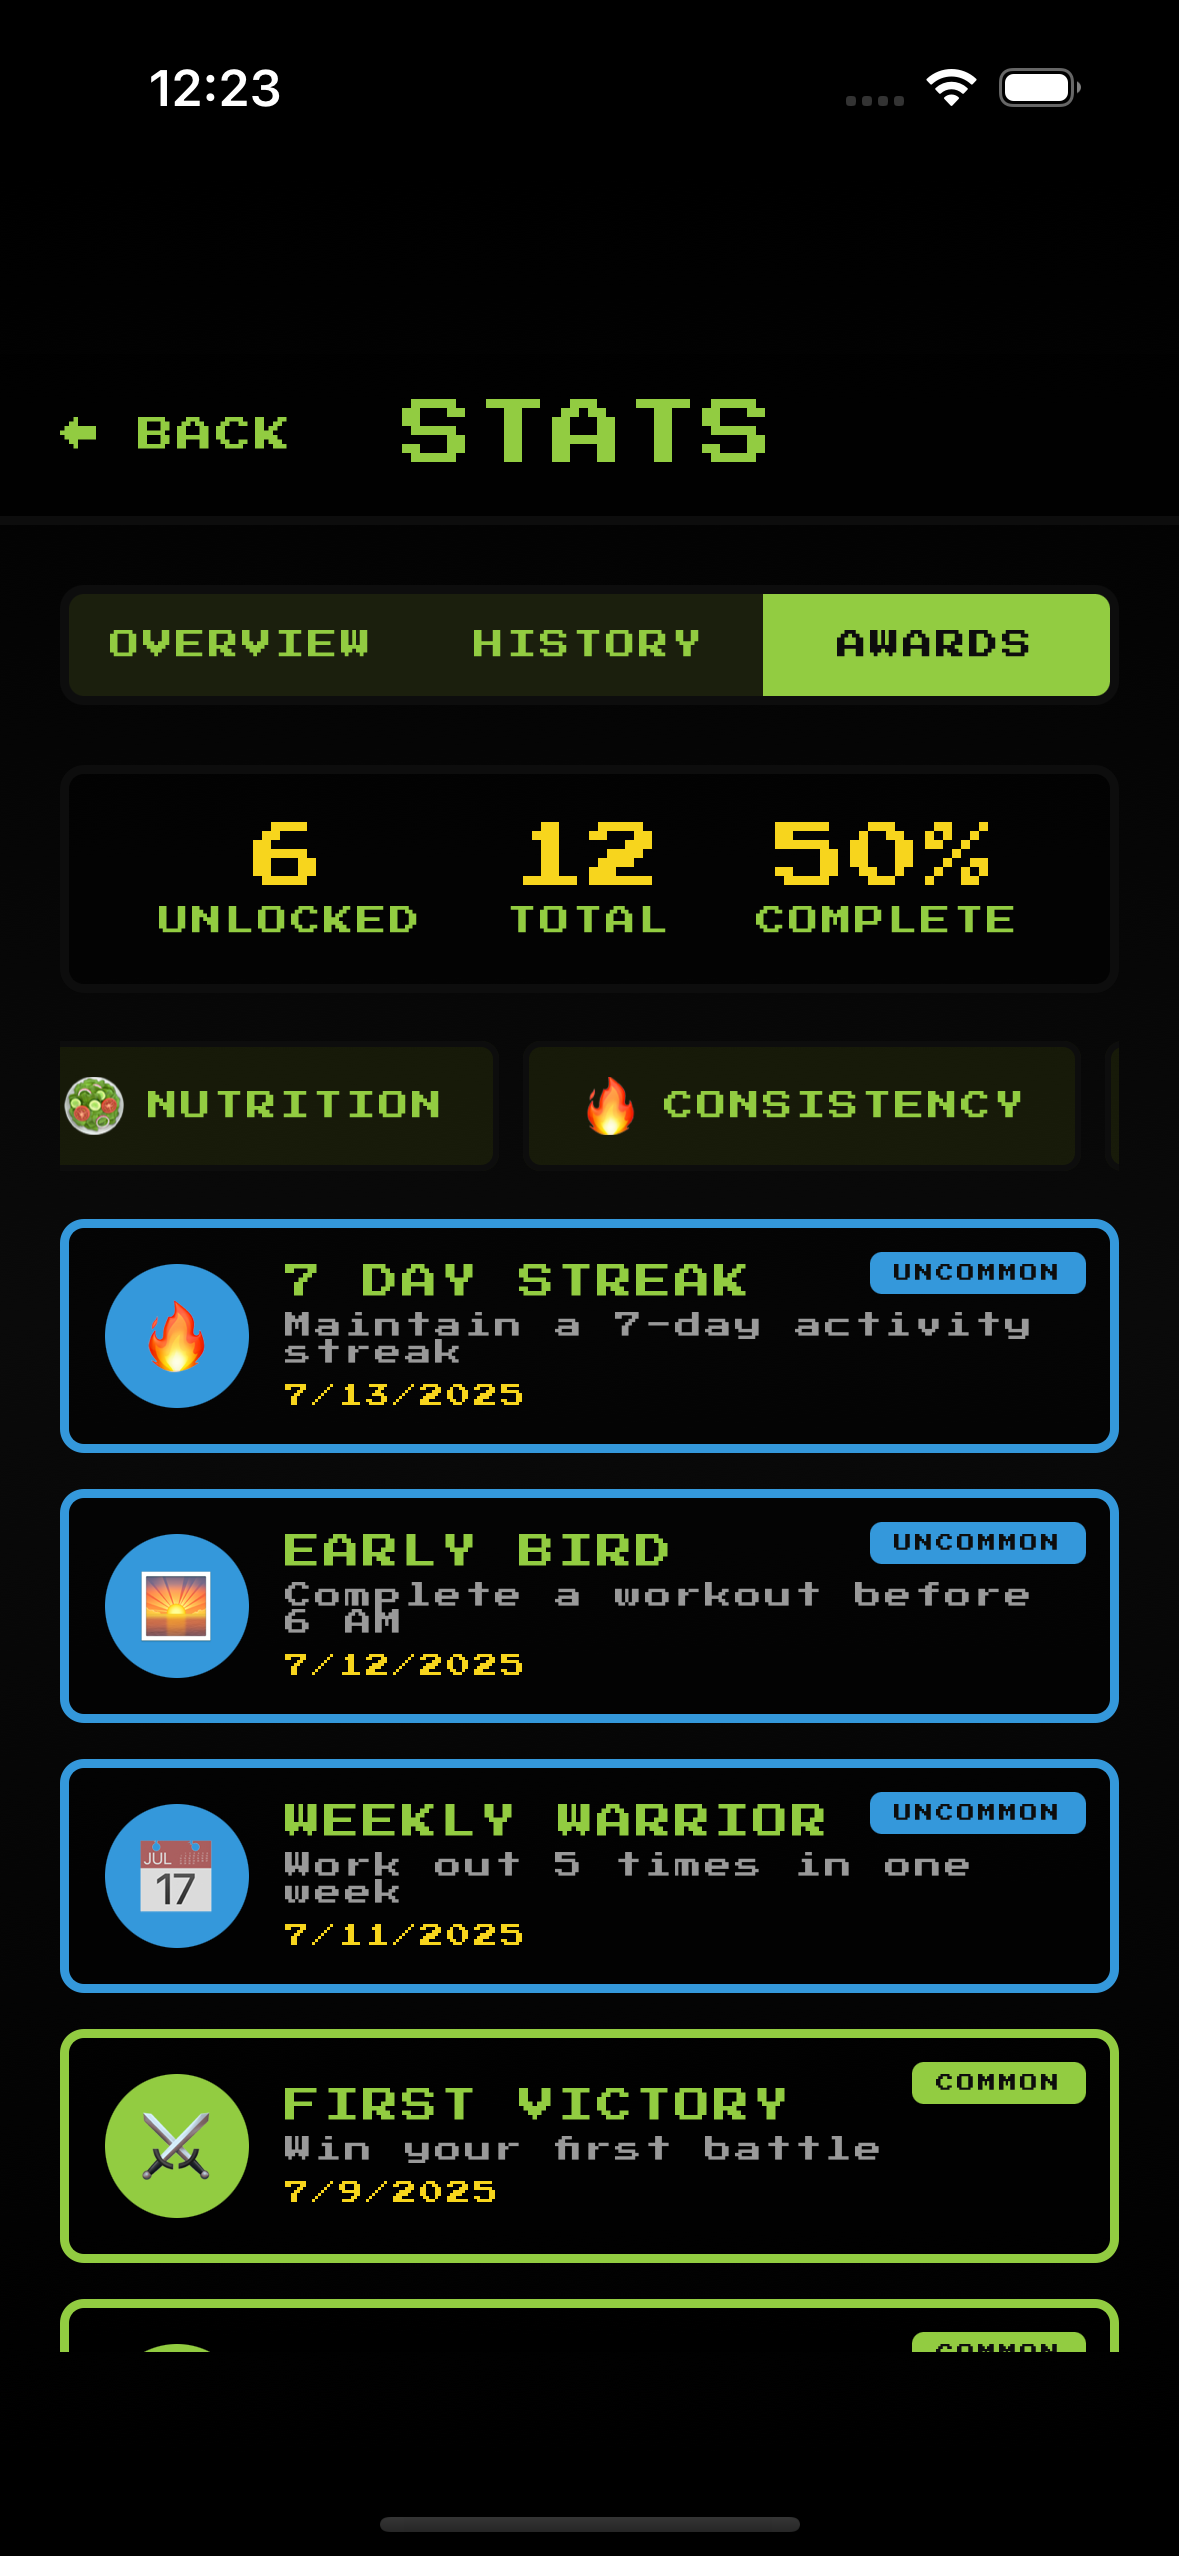 12:23
← BACK
STATS
OVERVIEW
HISTORY
AWARDS
6
12
50%
UNLOCKED
TOTAL
COMPLETE
NUTRITION
CONSISTENCY
7 DAY STREAK
UNCOMMON
Maintain a 7-day activity
streak
7/13/2025
EARLY BIRD
UNCOMMON
Complete a workout before
6 AM
7/12/2025
WEEKLY WARRIOR
UNCOMMON
JUL
17
Work out 5 times in one
week
7/11/2025
COMMON
FIRST VICTORY
Win your first battle
7/9/2025
COMMON